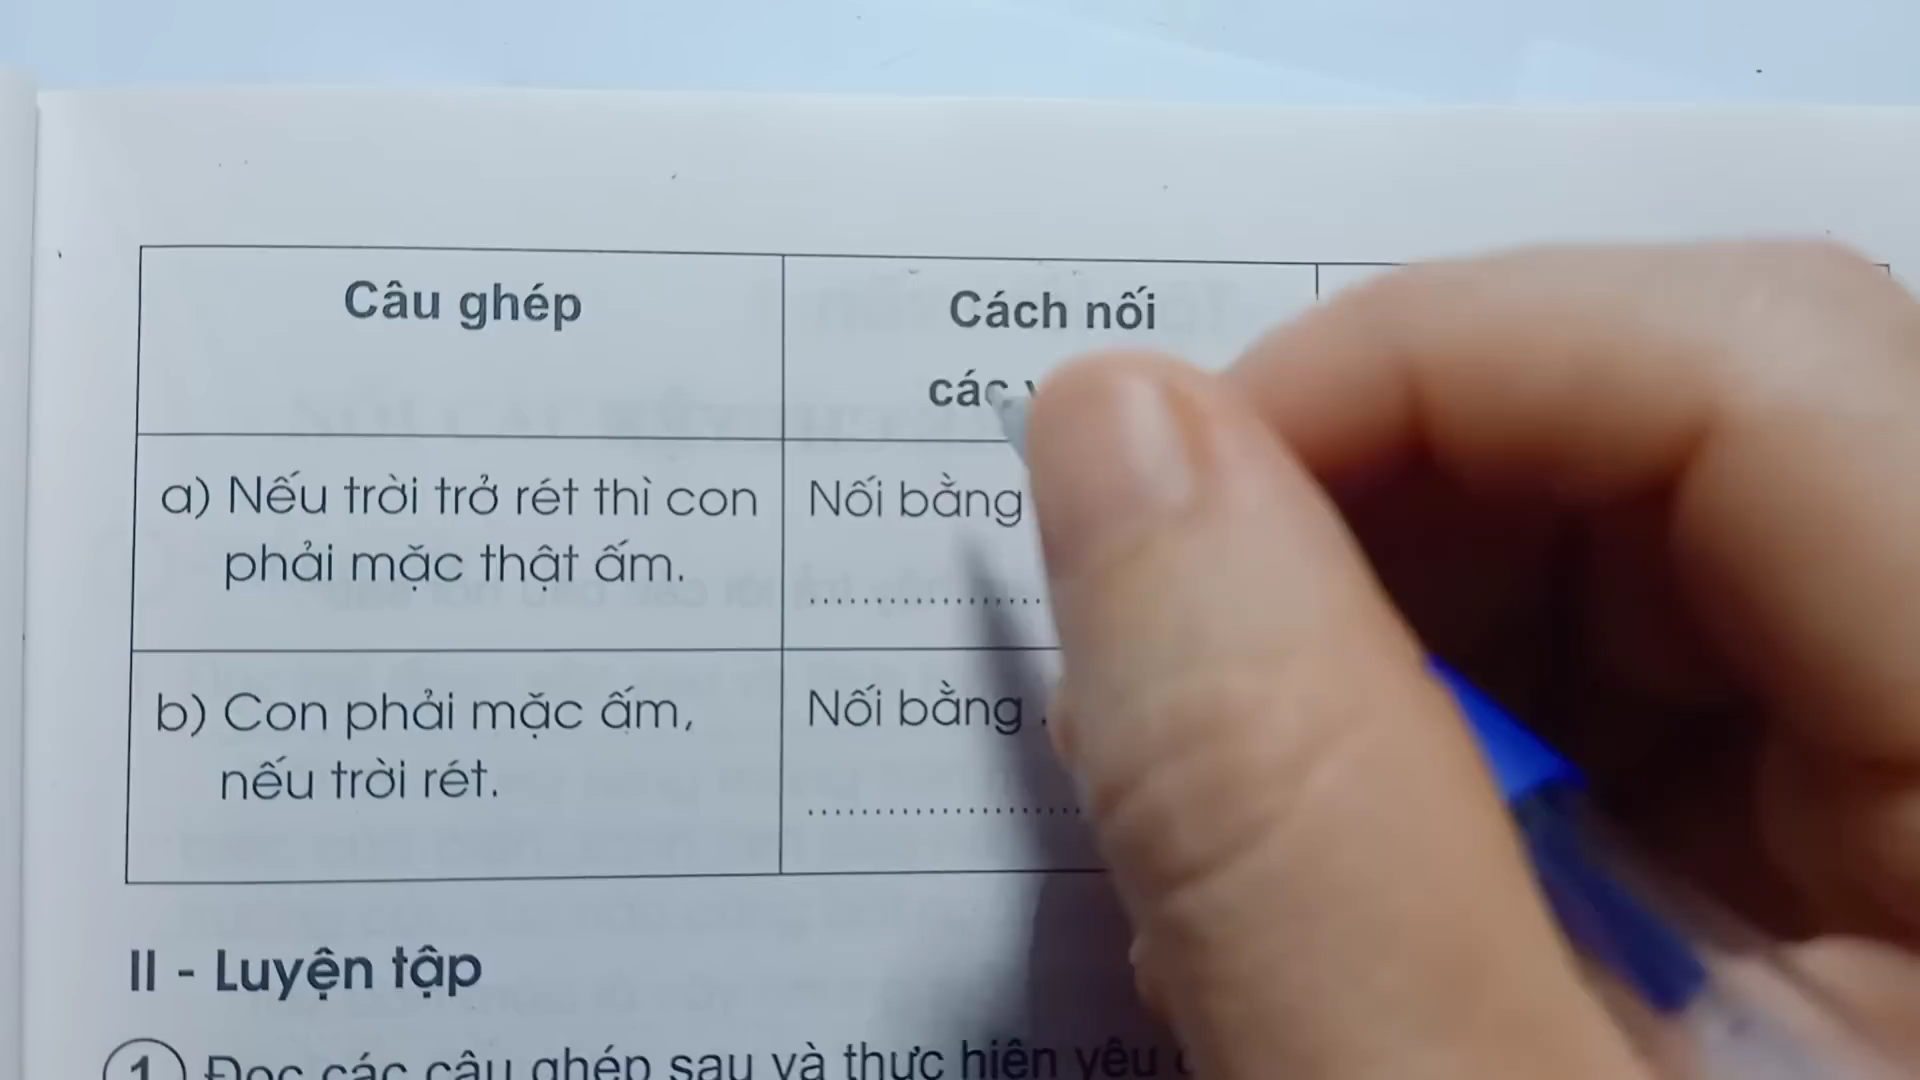 Câu ghép
Cách nối
các
a) Nếu trời trở rét thì con
phải mặc thật ấm.
Nối bằng
....................
b) Con phải mặc ấm,
nếu trời rét.
Nối bằng .
....................
II - Luyện tập
1 Đọc các câu ghép sau và thực hiện yêu